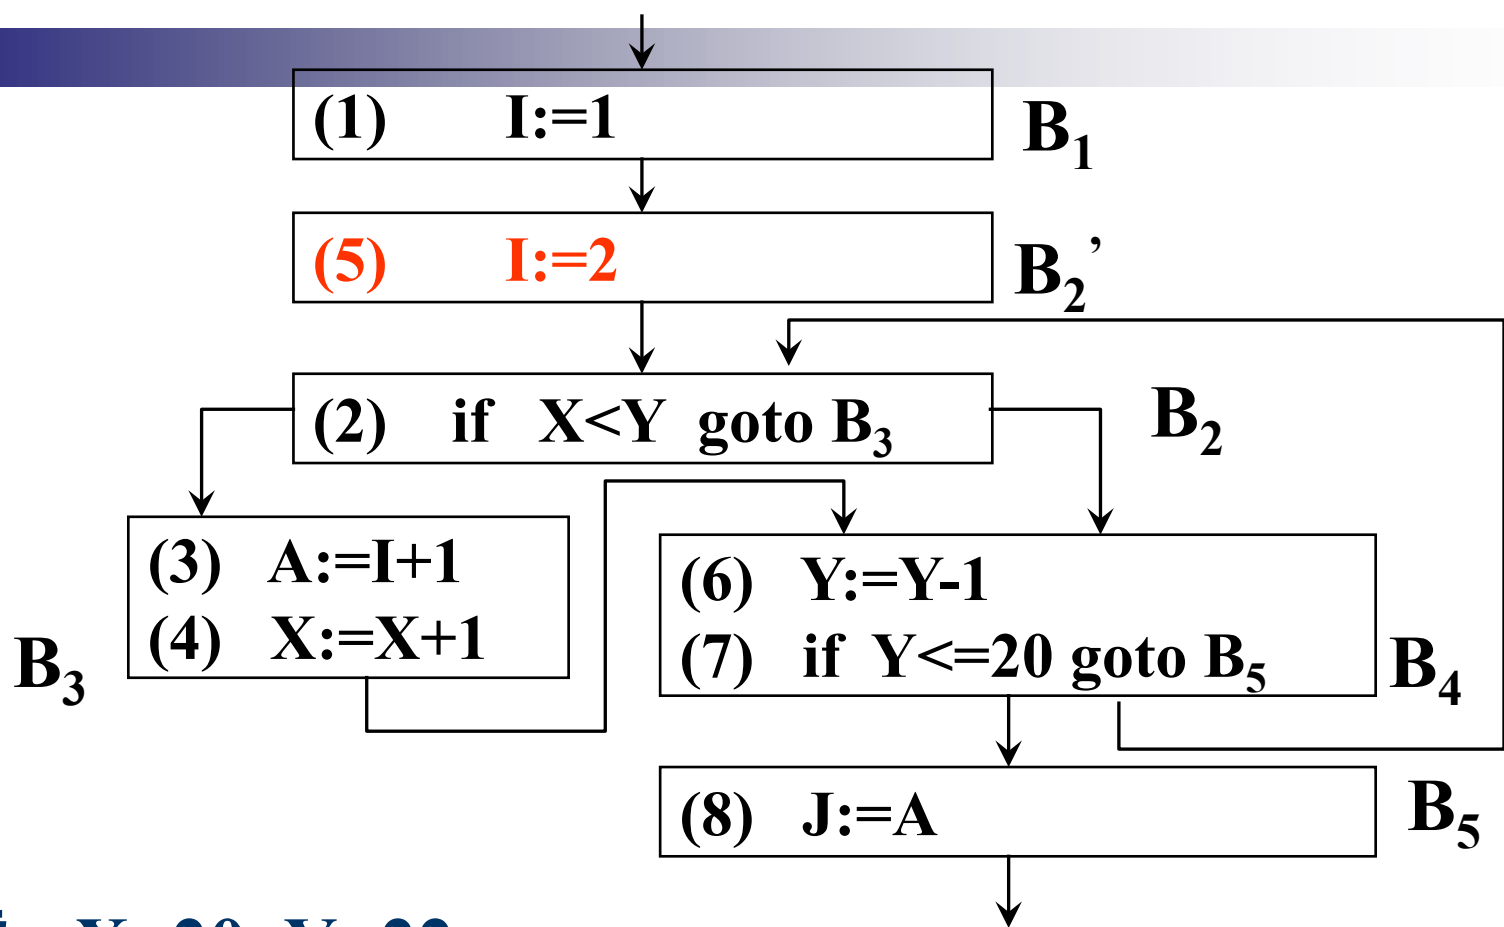 (1) I:=1 B₁
(5) I:=2 B₂’
(2) if X<Y goto B₃ B₂
(3) A:=I+1
(4) X:=X+1
B₃
(6) Y:=Y-1
(7) if Y<=20 goto B₅
B₄
(8) J:=A B₅